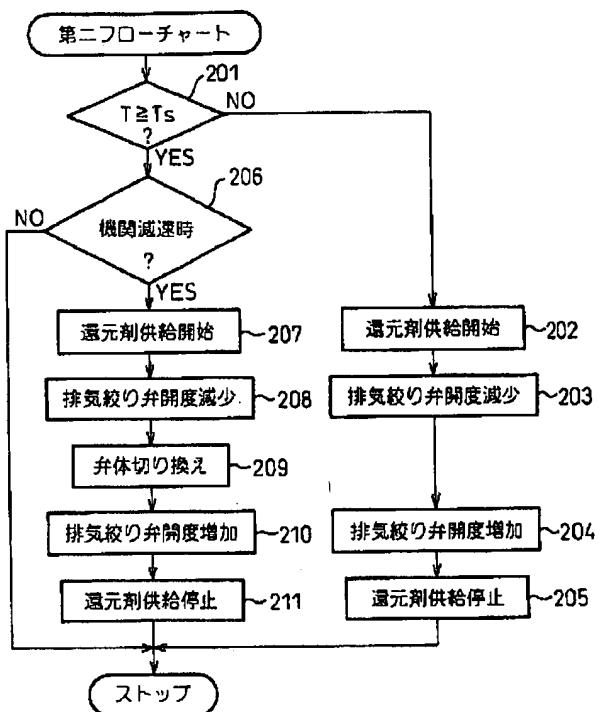 第二フローチャート
201
T≧Ts
?
NO
YES
206
機関減速時
?
NO
YES
還元剤供給開始
207
還元剤供給開始
202
排気絞り弁開度減少
208
排気絞り弁開度減少
203
弁体切り換え
209
排気絞り弁開度増加
210
排気絞り弁開度増加
204
還元剤供給停止
211
還元剤供給停止
205
ストップ